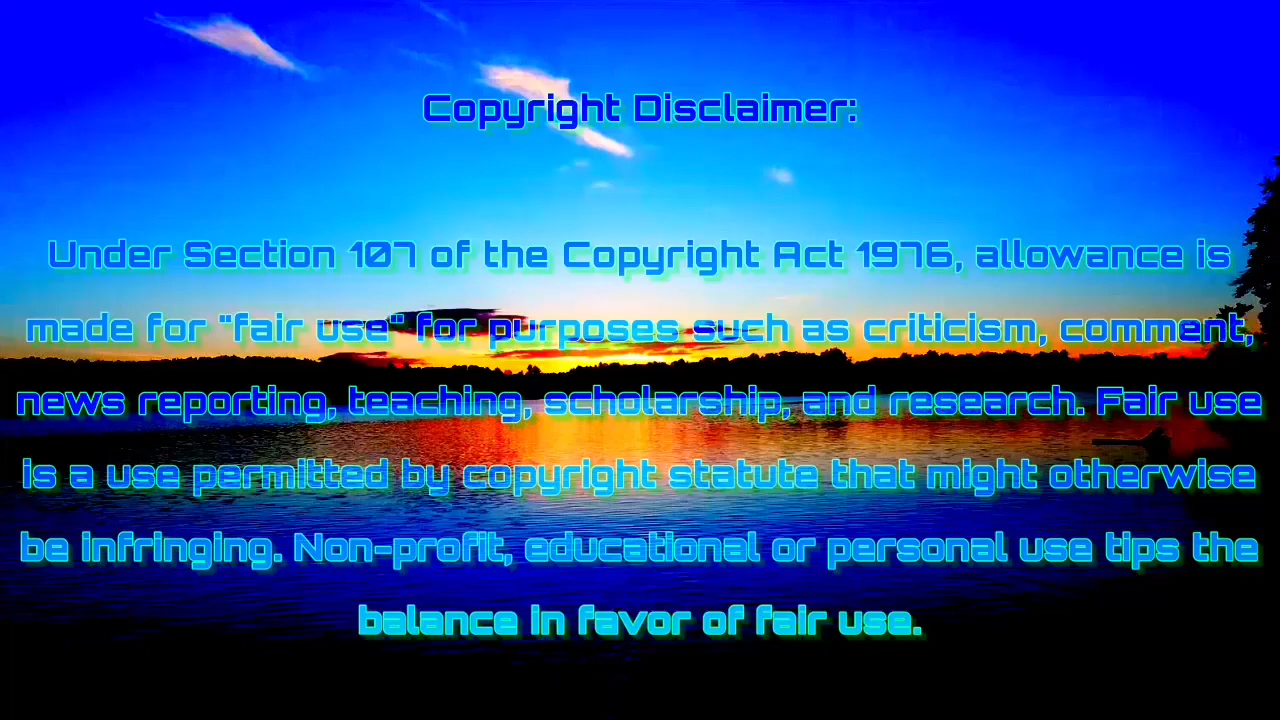 Copyright Disclaimer:
Under Section 107 of the Copyright Act 1976, allowance is
made for "fair use" for purposes such as criticism, comment,
news reporting, teaching, scholarship, and research. Fair use
is a use permitted by copyright statute that might otherwise
be infringing. Non-profit, educational or personal use tips the
balance in favor of fair use.